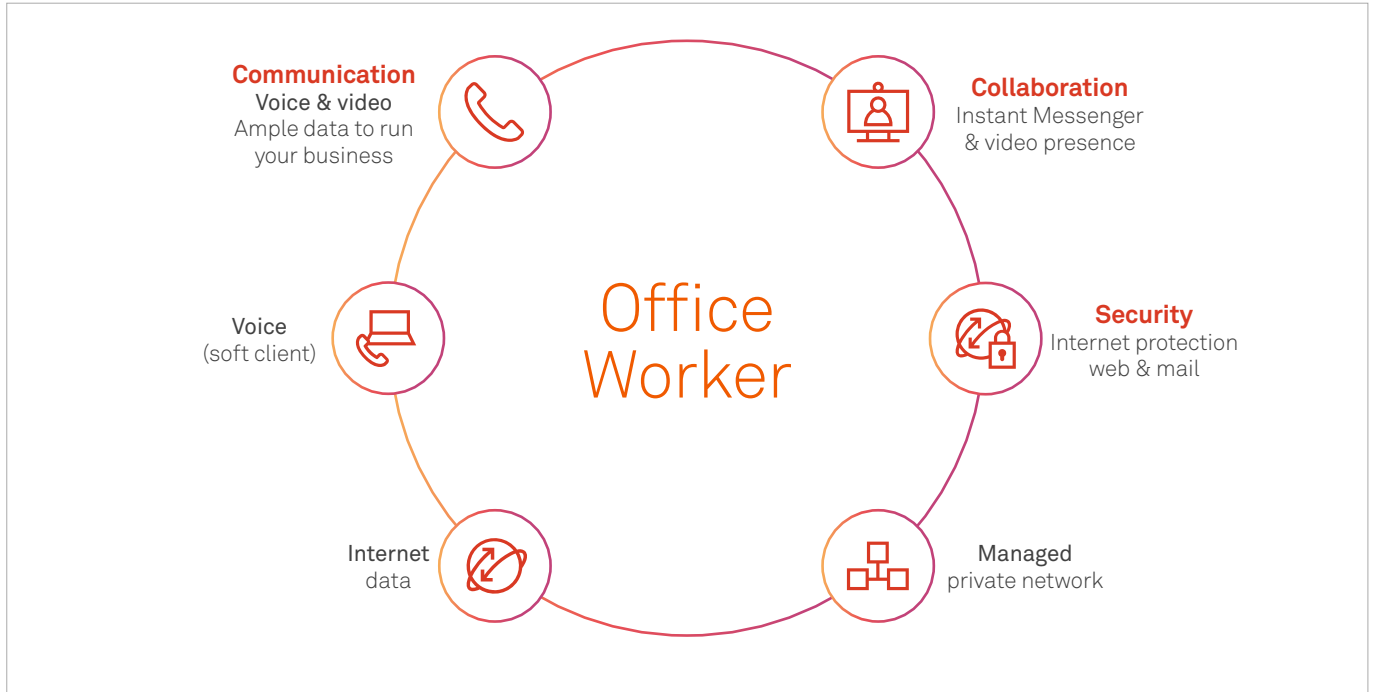 Communication
Voice & video
Ample data to run
your business
Collaboration
Instant Messenger
& video presence
Voice
(soft client)
Office
Worker
Security
Internet protection
web & mail
Internet
data
Managed
private network